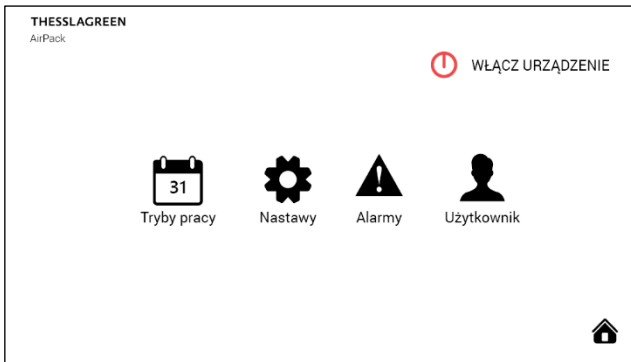 THESSLAGREEN
AirPack
WŁĄCZ URZĄDZENIE
31
Tryby pracy
Nastawy
Alarmy
Użytkownik